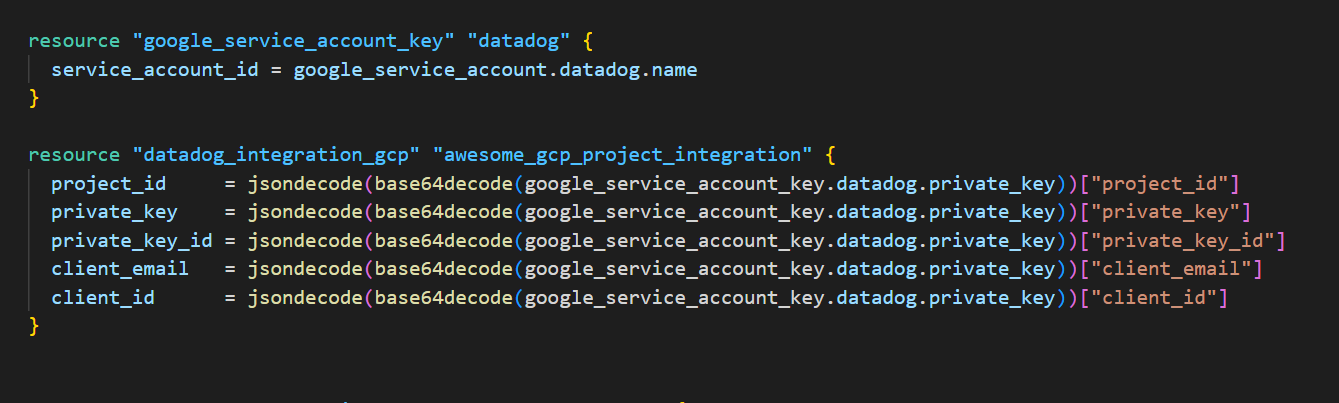 resource "google_service_account_key" "datadog" {
  service_account_id = google_service_account.datadog.name
}
resource "datadog_integration_gcp" "awesome_gcp_project_integration" {
  project_id     = jsondecode(base64decode(google_service_account_key.datadog.private_key))["project_id"]
  private_key    = jsondecode(base64decode(google_service_account_key.datadog.private_key))["private_key"]
  private_key_id = jsondecode(base64decode(google_service_account_key.datadog.private_key))["private_key_id"]
  client_email   = jsondecode(base64decode(google_service_account_key.datadog.private_key))["client_email"]
  client_id      = jsondecode(base64decode(google_service_account_key.datadog.private_key))["client_id"]
}